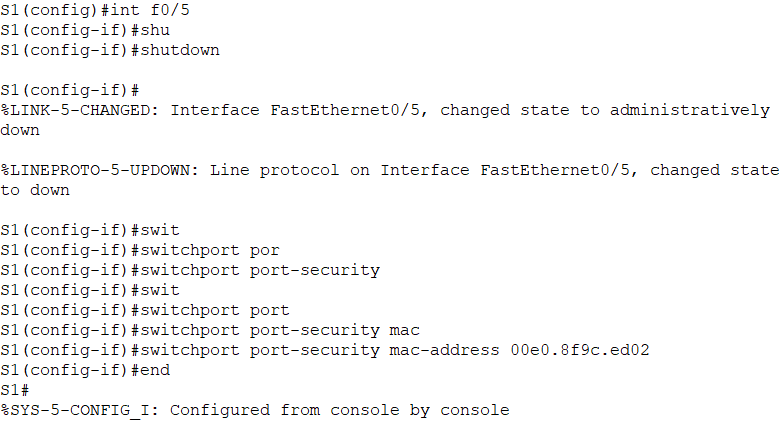 S1(config)#int f0/5
S1(config-if)#shu
S1(config-if)#shutdown
S1(config-if)#
%LINK-5-CHANGED: Interface FastEthernet0/5, changed state to administratively
down
%LINEPROTO-5-UPDOWN: Line protocol on Interface FastEthernet0/5, changed state
to down
S1(config-if)#swit
S1(config-if)#switchport por
S1(config-if)#switchport port-security
S1(config-if)#swit
S1(config-if)#switchport port
S1(config-if)#switchport port-security mac
S1(config-if)#switchport port-security mac-address 00e0.8f9c.ed02
S1(config-if)#end
S1#
%SYS-5-CONFIG_I: Configured from console by console